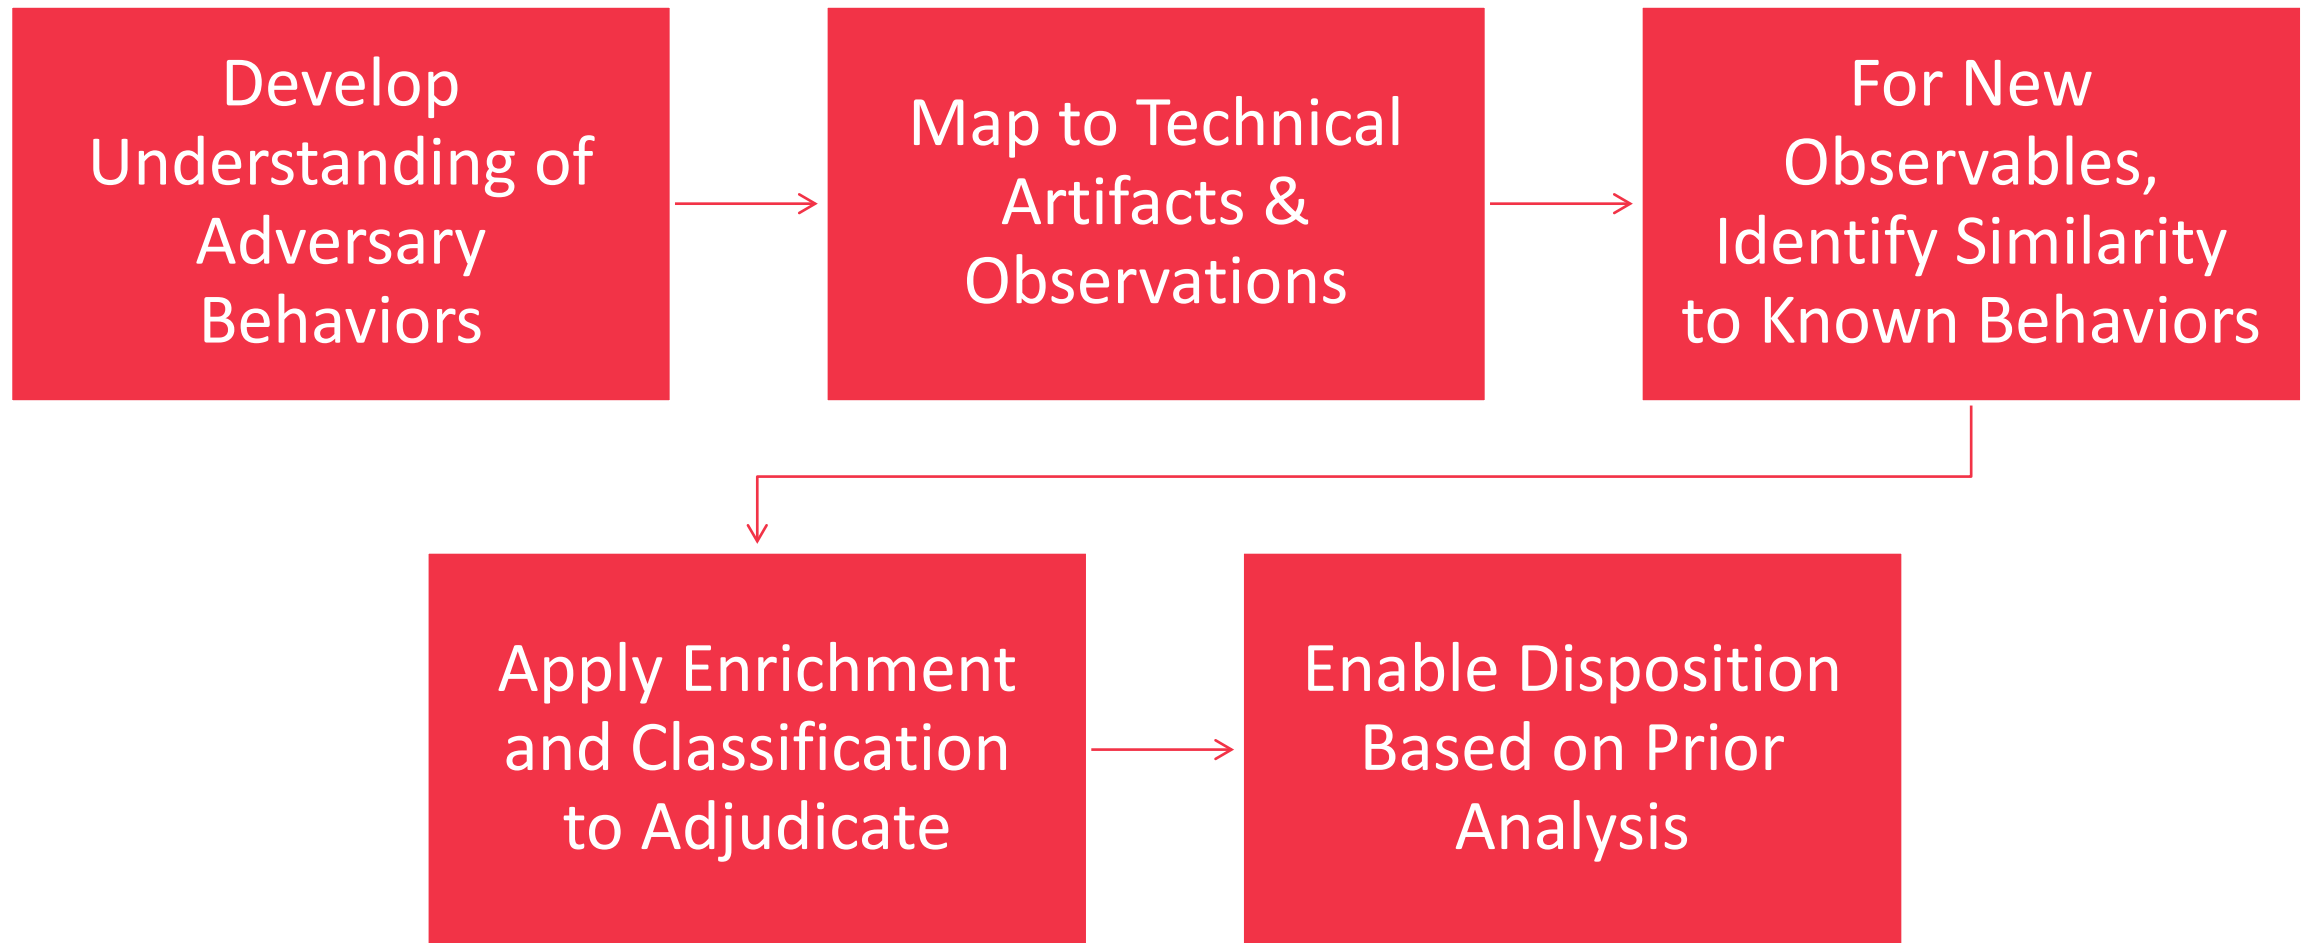 Develop
Understanding of
Adversary
Behaviors
Map to Technical
Artifacts &
Observations
For New
Observables,
Identify Similarity
to Known Behaviors
Apply Enrichment
and Classification
to Adjudicate
Enable Disposition
Based on Prior
Analysis